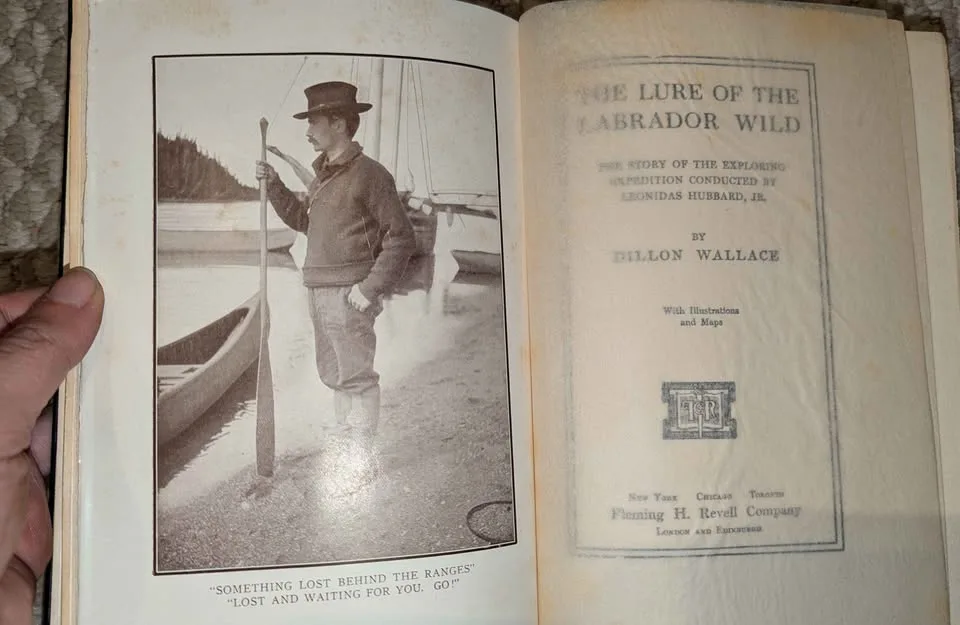 "SOMETHING LOST BEHIND THE RANGES"
"LOST AND WAITING FOR YOU. GO!"
THE LURE OF THE
LABRADOR WILD
THE STORY OF THE EXPLORING
EXPEDITION CONDUCTED BY
LEONIDAS HUBBARD, JR.
BY
DILLON WALLACE
With Illustrations
and Maps
New York Chicago Toronto
Fleming H. Revell Company
London and Edinburgh